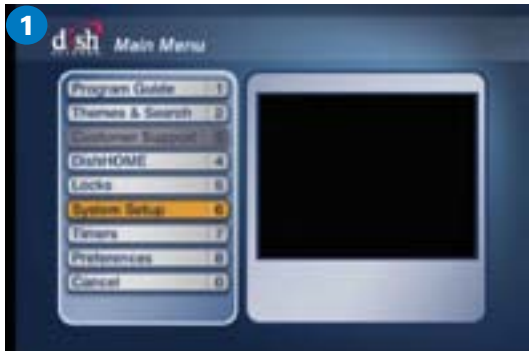 1
dish Main Menu
Program Guide 1
Themes & Search 2
Customer Support 3
DishHOME 4
Locks 5
System Setup 6
Timers 7
Preferences 8
Cancel 0